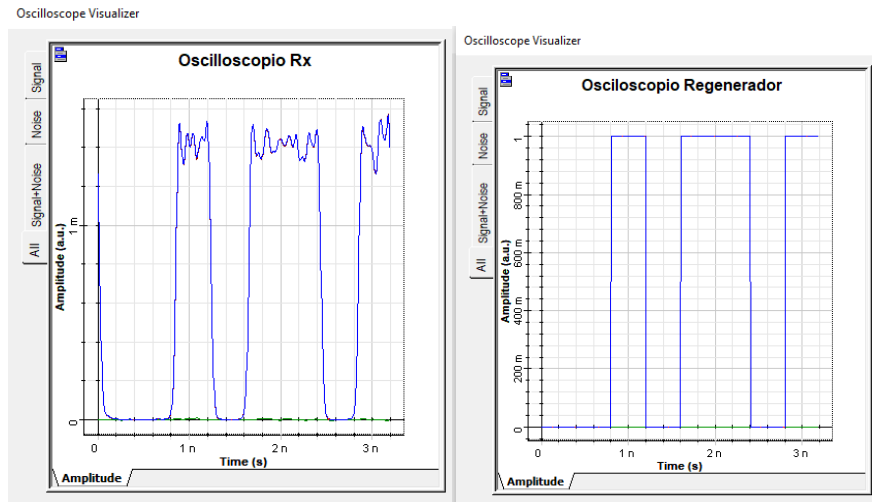 Oscilloscope Visualizer
Oscilloscopio Rx
Signal
Noise
Signal+Noise
All
Amplitude (a.u.)
1 m
0
0
1 n
2 n
3 n
Time (s)
Amplitude
Oscilloscope Visualizer
Osciloscopio Regenerador
Signal
Noise
Signal+Noise
All
Amplitude (a.u.)
1
800 m
600 m
400 m
200 m
0
0
1 n
2 n
3 n
Time (s)
Amplitude